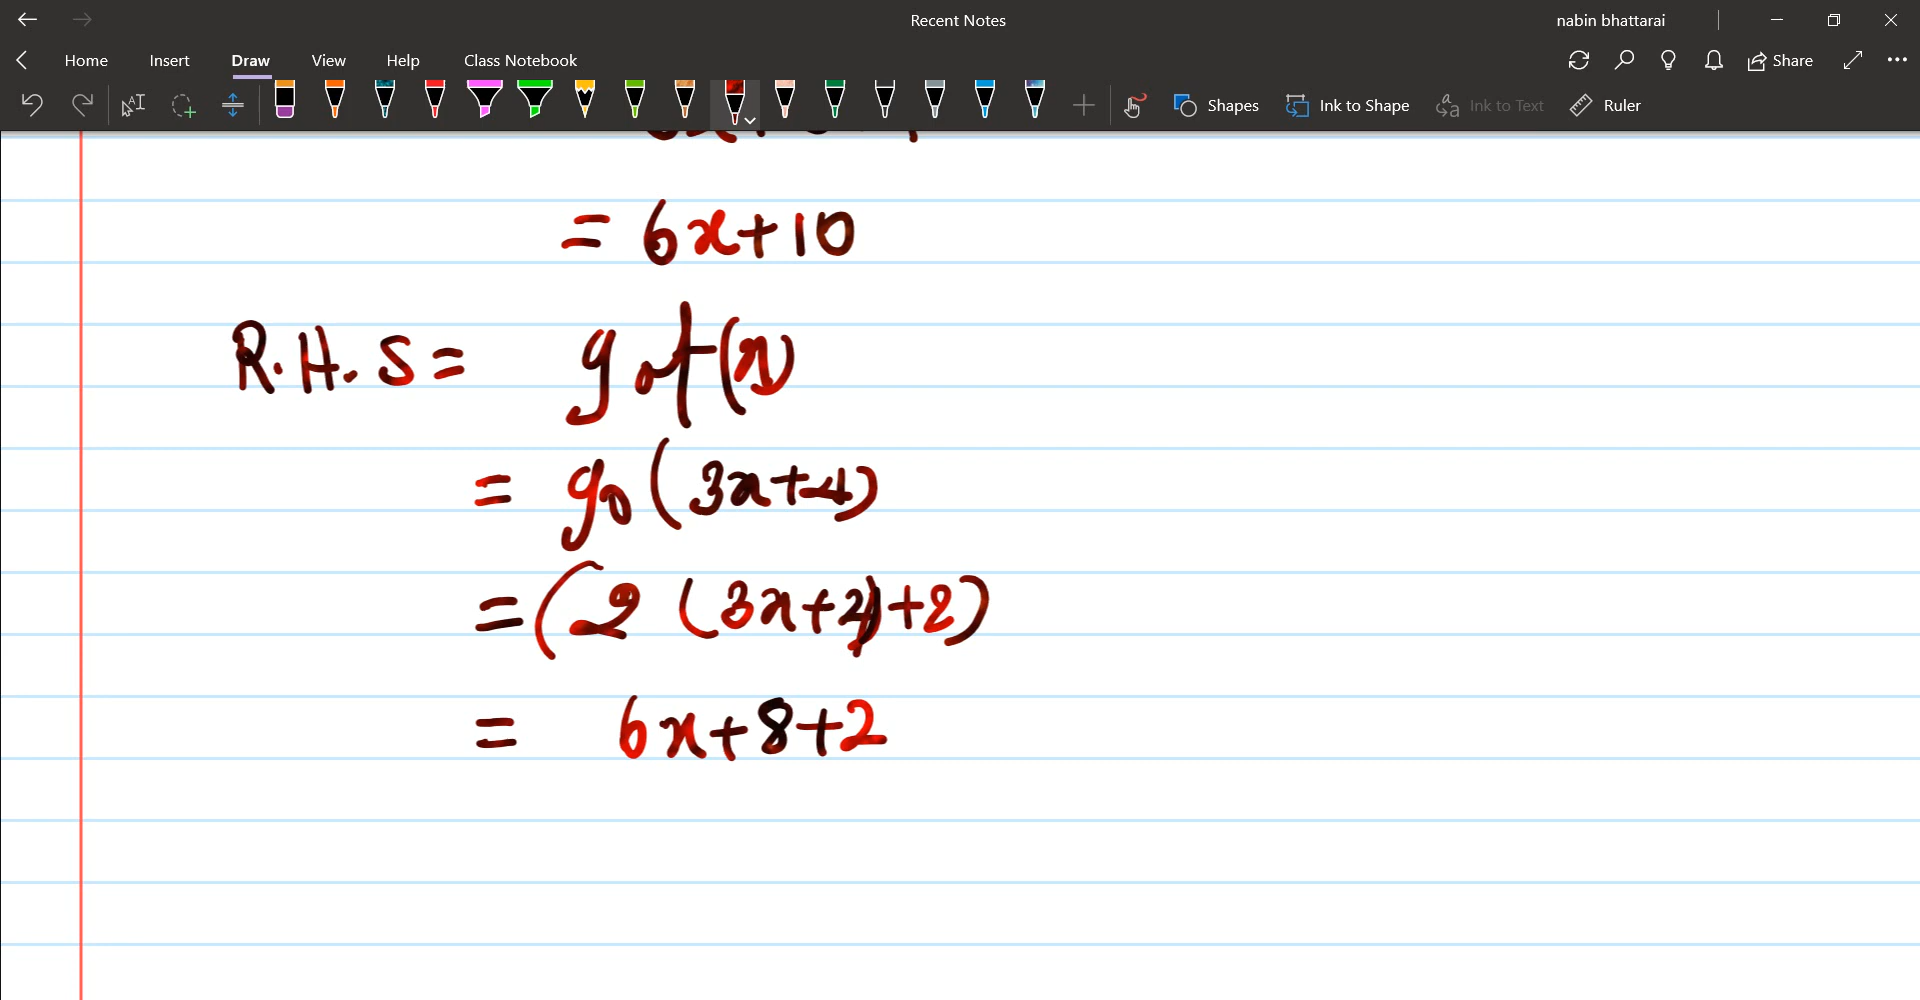 Recent Notes nabin bhattarai
Home Insert Draw View Help Class Notebook Share
Shapes Ink to Shape Ink to Text Ruler
= 6x+10
R.H.S = gof(x)
= go(3x+4)
= (2 (3x+4)+2)
= 6x+8+2